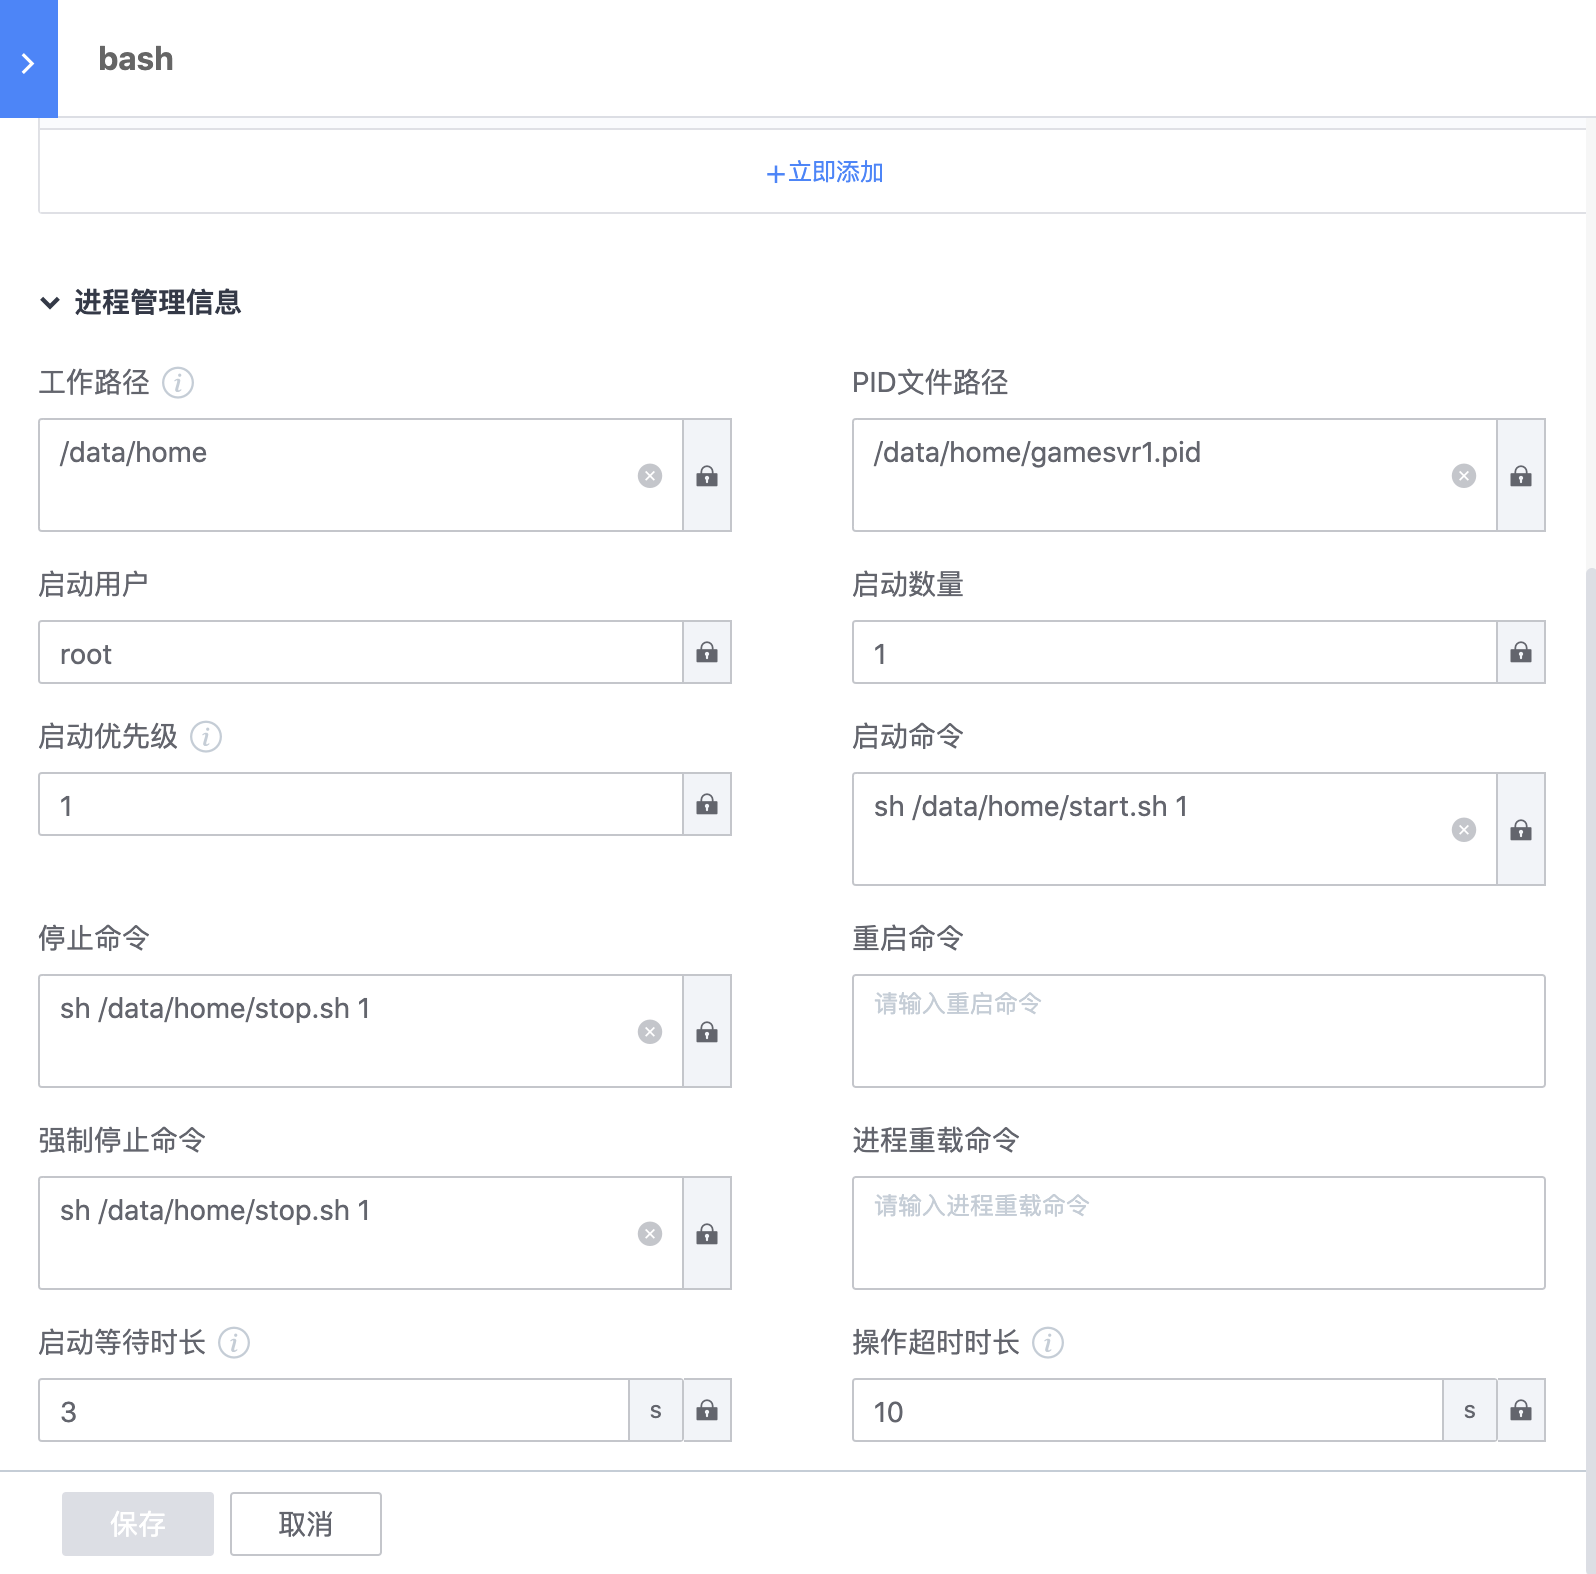 bash
+立即添加
进程管理信息
工作路径
PID文件路径
/data/home
/data/home/gamesvr1.pid
启动用户
启动数量
root
1
启动优先级
启动命令
1
sh /data/home/start.sh 1
停止命令
重启命令
sh /data/home/stop.sh 1
请输入重启命令
强制停止命令
进程重载命令
sh /data/home/stop.sh 1
请输入进程重载命令
启动等待时长
操作超时时长
3 s
10 s
保存
取消